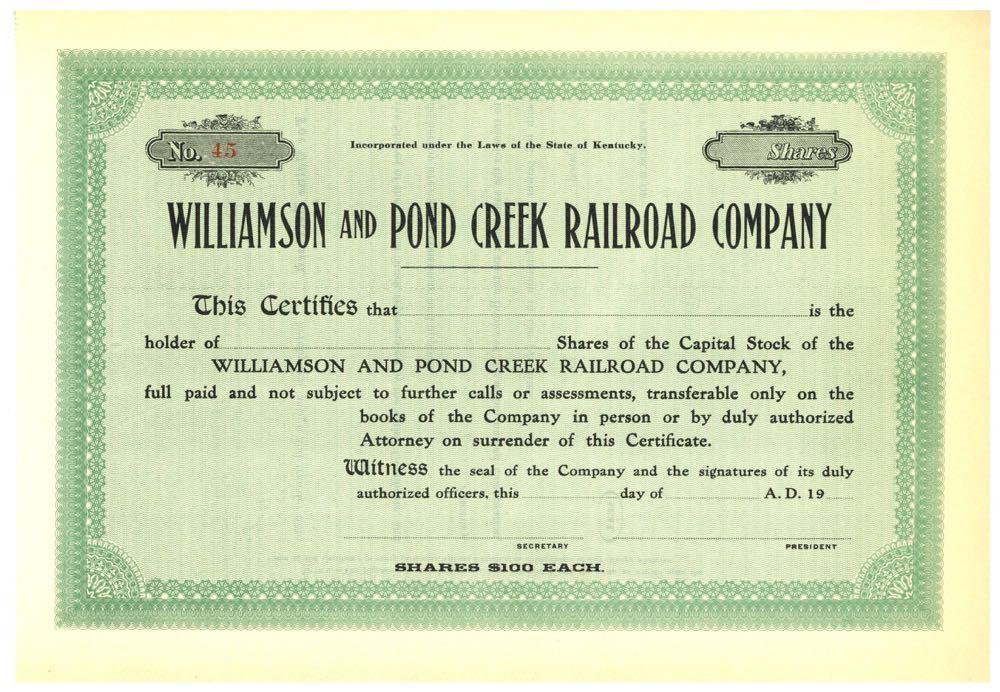 No. 45
Incorporated under the Laws of the State of Kentucky.
Shares
WILLIAMSON AND POND CREEK RAILROAD COMPANY
This Certifies that is the
holder of Shares of the Capital Stock of the
WILLIAMSON AND POND CREEK RAILROAD COMPANY,
full paid and not subject to further calls or assessments, transferable only on the
books of the Company in person or by duly authorized
Attorney on surrender of this Certificate.
Witness the seal of the Company and the signatures of its duly
authorized officers, this day of A. D. 19
SECRETARY PRESIDENT
SHARES $100 EACH.